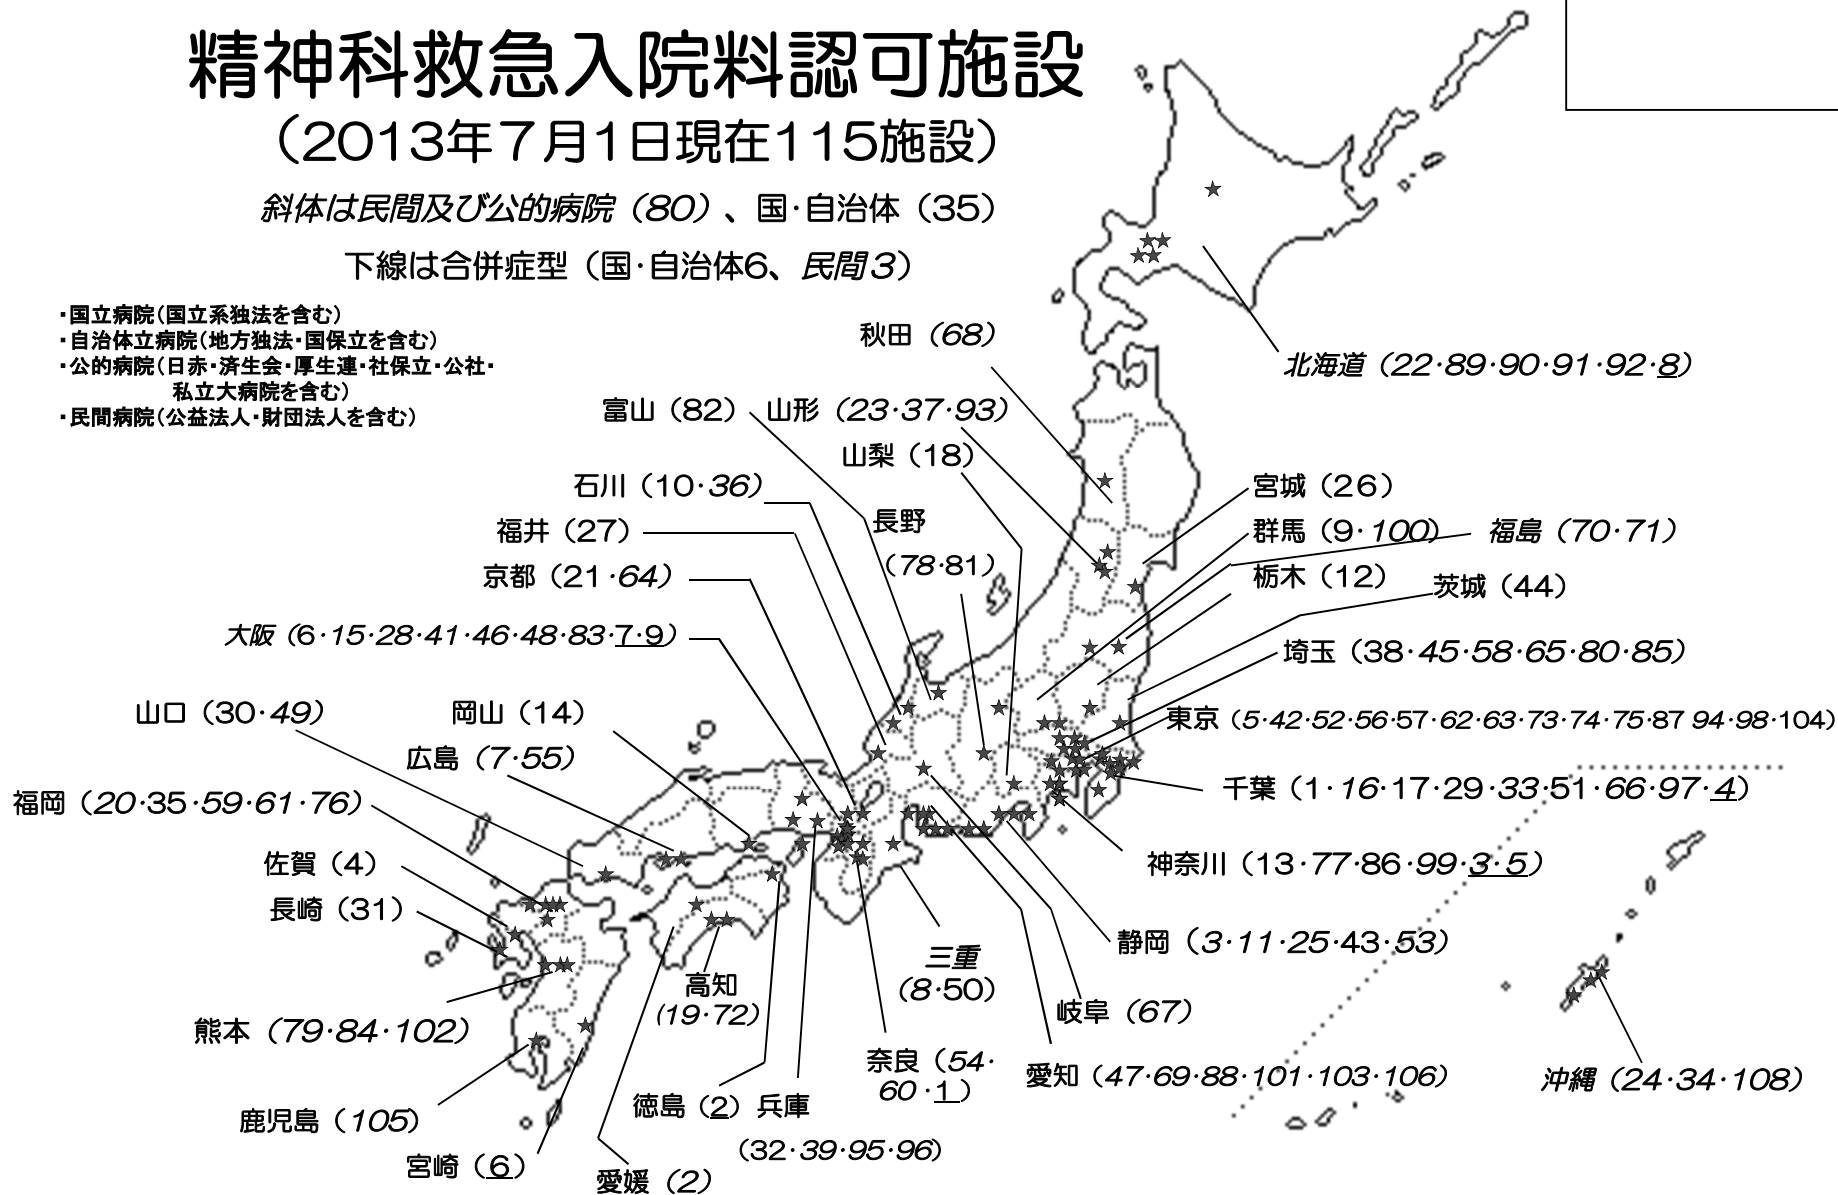 精神科救急入院料認可施設
（2013年７月1日現在115施設）
斜体は民間及び公的病院（80）、国･自治体（35）
下線は合併症型（国･自治体6、民間３）
・国立病院（国立系独法を含む）
・自治体立病院（地方独法・国保立を含む）
・公的病院（日赤・済生会・厚生連・社保立・公社・
私立大病院を含む）
・民間病院（公益法人・財団法人を含む）
秋田（68）
北海道（22･89･90･91･92･8）
富山（82）
山形（23･37･93）
山梨（18）
石川（10･36）
宮城（26）
長野
（78･81）
福井（27）
群馬（9･100）
福島（70･71）
京都（21･64）
栃木（12）
茨城（44）
大阪（6･15･28･41･46･48･83･7･9）
埼玉（38･45･58･65･80･85）
山口（30･49）
岡山（14）
東京（5･42･52･56･57･62･63･73･74･75･87 94･98･104）
広島（7･55）
千葉（1･16･17･29･33･51･66･97･4）
福岡（20･35･59･61･76）
佐賀（4）
神奈川（13･77･86･99･3･5）
長崎（31）
静岡（3･11･25･43･53）
三重
（8･50）
高知
（19･72）
岐阜（67）
熊本（79･84･102）
奈良（54･
60･1）
愛知（47･69･88･101･103･106）
沖縄（24･34･108）
徳島（2）
兵庫
（32･39･95･96）
鹿児島（105）
宮崎（6）
愛媛（2）